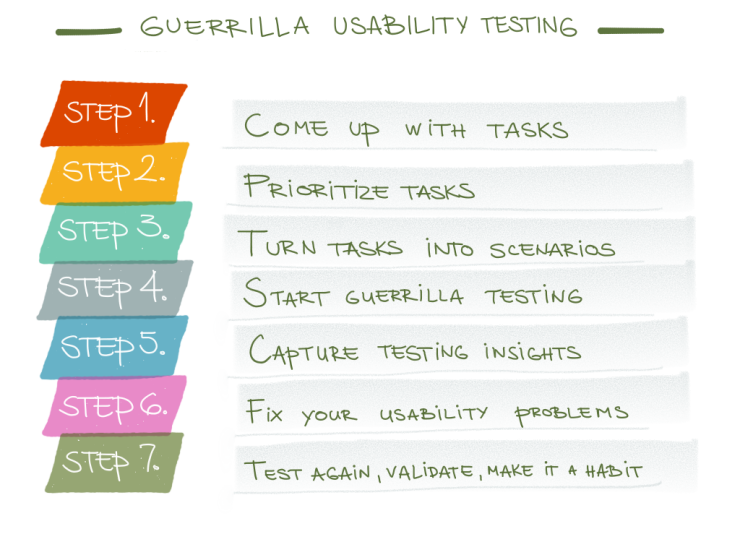 GUERRILLA USABILITY TESTING
STEP 1. COME UP WITH TASKS
STEP 2. PRIORITIZE TASKS
STEP 3. TURN TASKS INTO SCENARIOS
STEP 4. START GUERRILLA TESTING
STEP 5. CAPTURE TESTING INSIGHTS
STEP 6. FIX YOUR USABILITY PROBLEMS
STEP 7. TEST AGAIN, VALIDATE, MAKE IT A HABIT